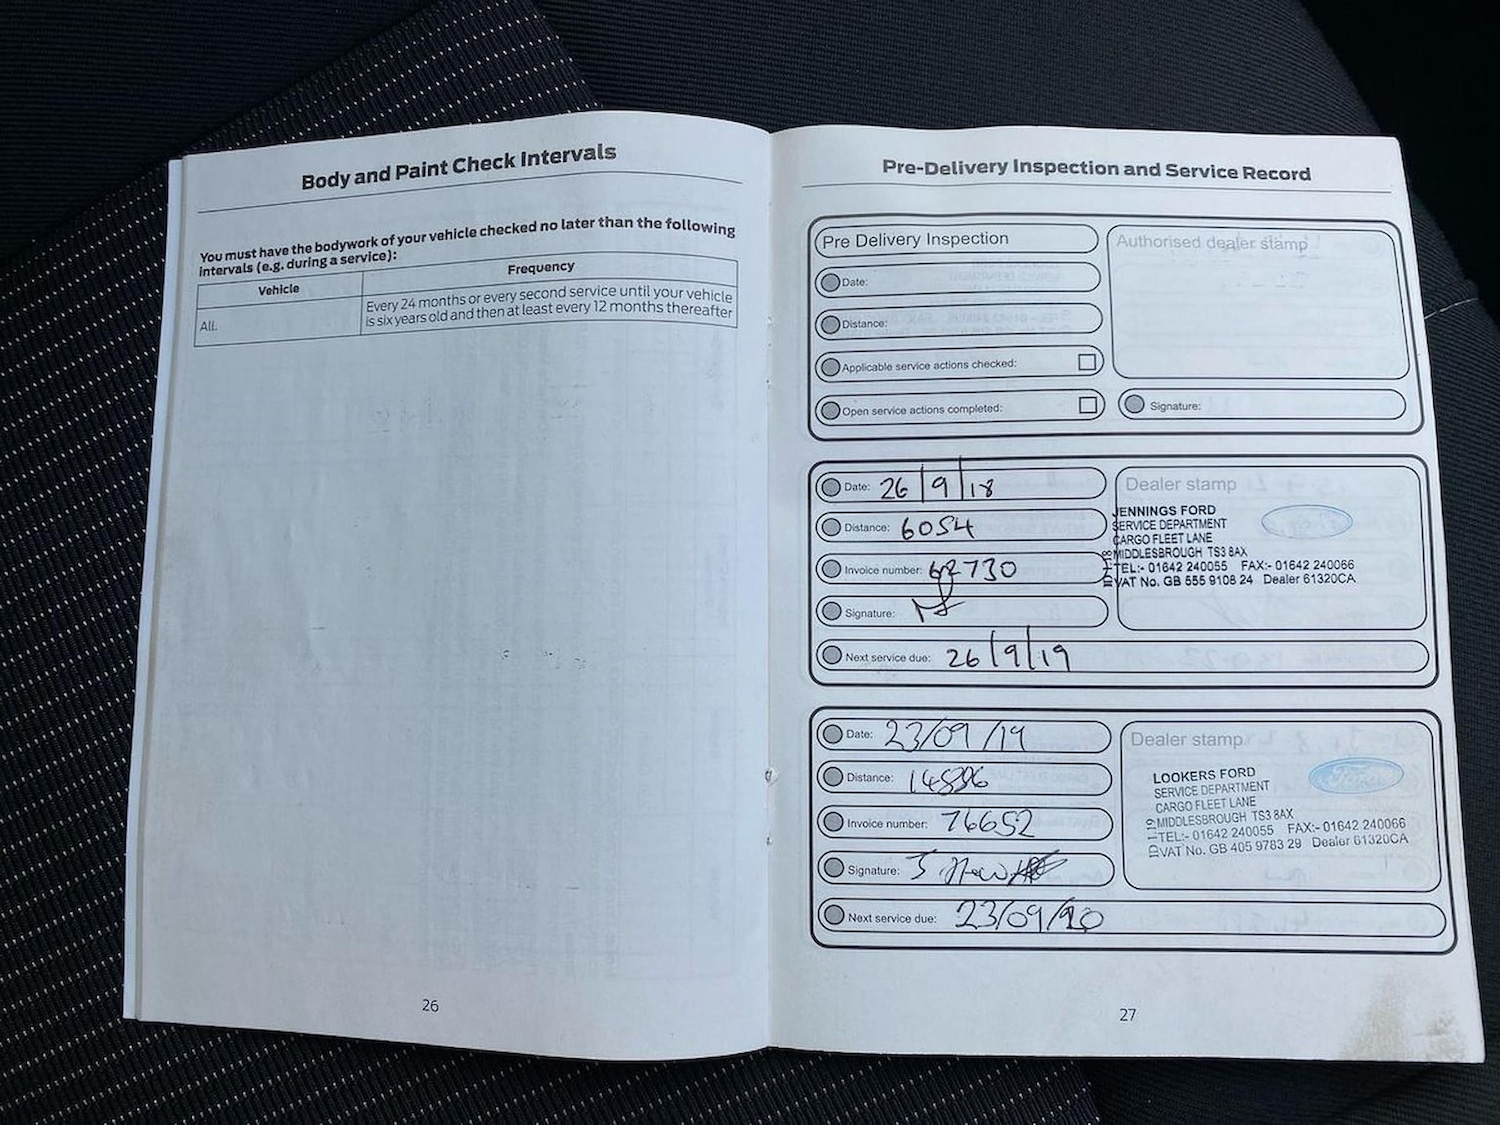 Body and Paint Check Intervals
You must have the bodywork of your vehicle checked no later than the following
intervals (e.g. during a service):
Vehicle Frequency
All. Every 24 months or every second service until your vehicle
is six years old and then at least every 12 months thereafter
26
Pre-Delivery Inspection and Service Record
Pre Delivery Inspection
Date:
Distance:
Applicable service actions checked:
Open service actions completed:
Authorised dealer stamp
Signature:
Date: 26/9/18
Distance: 6054
Invoice number: 62730
Signature:
Next service due: 26/9/19
Dealer stamp
JENNINGS FORD
SERVICE DEPARTMENT
CARGO FLEET LANE
MIDDLESBROUGH TS3 8AX
TEL:- 01642 240055 FAX:- 01642 240066
VAT No. GB 555 9108 24 Dealer 61320CA
Date: 23/09/19
Distance:
Invoice number: 76652
Signature:
Next service due: 23/09/20
Dealer stamp
LOOKERS FORD
SERVICE DEPARTMENT
CARGO FLEET LANE
MIDDLESBROUGH TS3 8AX
TEL:- 01642 240055 FAX:- 01642 240066
VAT No. GB 405 9783 29 Dealer 61320CA
Ford
27